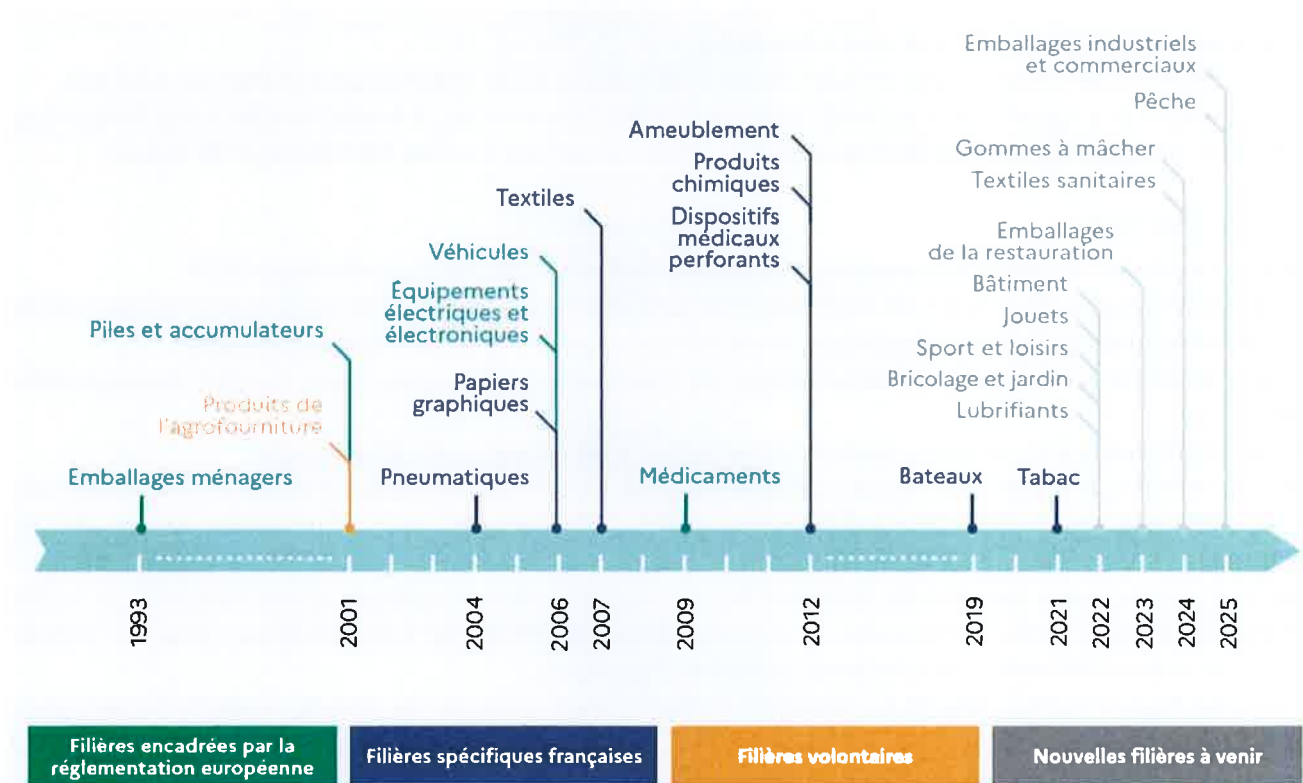 Emballages industriels
et commerciaux
Pêche
Ameublement
Produits
chimiques
Gommes à mâcher
Textiles sanitaires
Textiles
Dispositifs
médicaux
perforants
Emballages
de la restauration
Véhicules
Équipements
électriques et
électroniques
Bâtiment
Jouets
Piles et accumulateurs
Sport et loisirs
Papiers
graphiques
Bricolage et jardin
Produits de
l'agrofourniture
Lubrifiants
Emballages ménagers
Pneumatiques
Médicaments
Bateaux
Tabac
1993
2001
2004
2006
2007
2009
2012
2019
2021
2022
2023
2024
2025
Filières encadrées par la
réglementation européenne
Filières spécifiques françaises
Filières volontaires
Nouvelles filières à venir